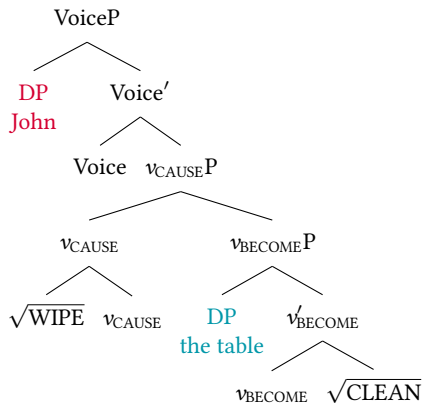 VoiceP
DP Voice′
John
Voice vCAUSEP
vCAUSE vBECOMEP
√WIPE vCAUSE DP v′BECOME
the table
vBECOME √CLEAN